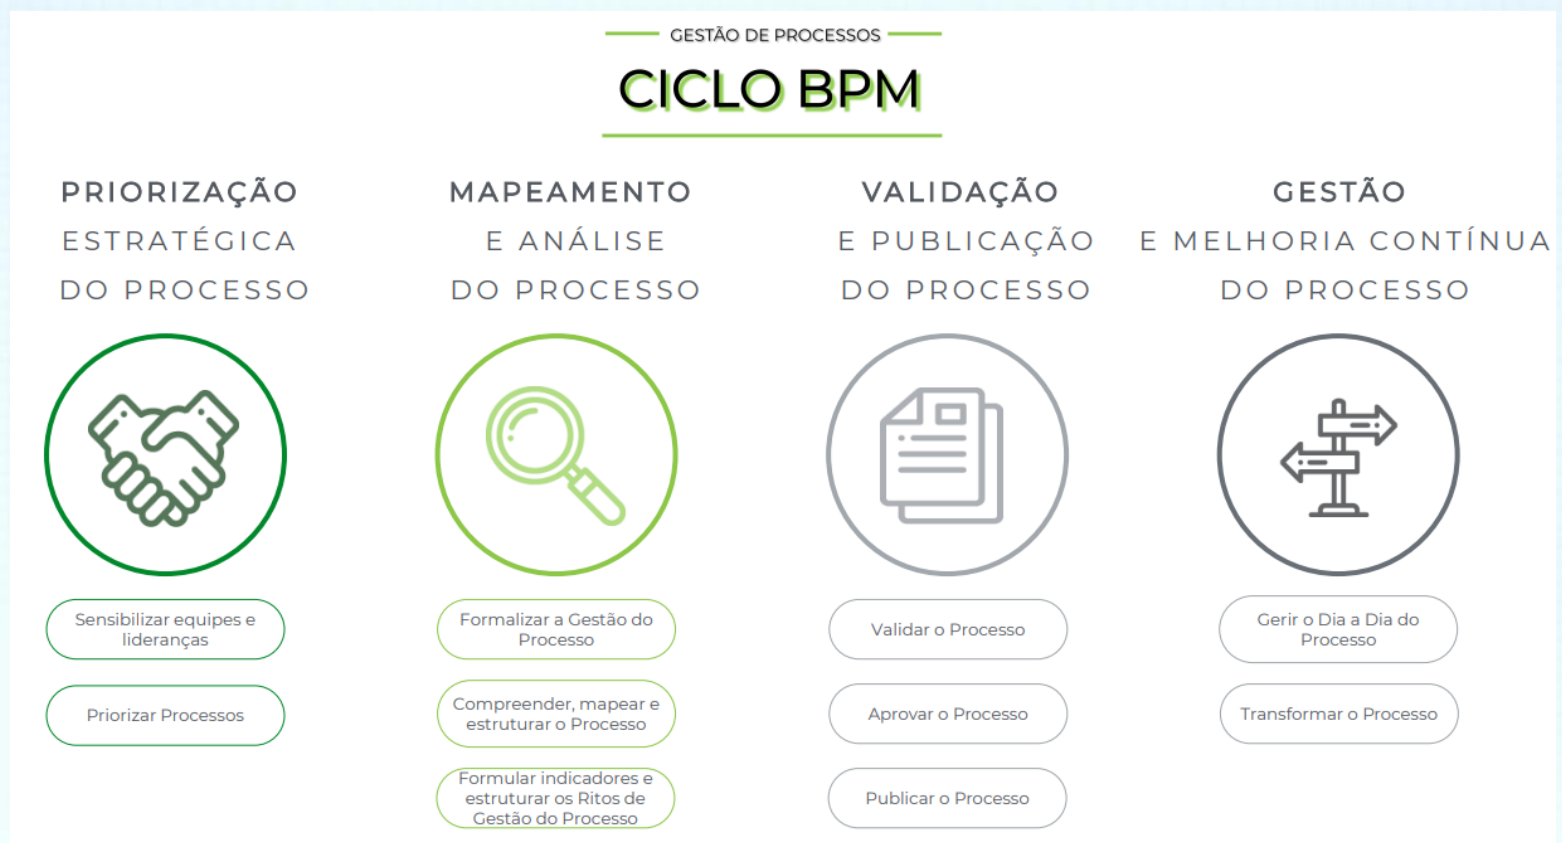 GESTÃO DE PROCESSOS
CICLO BPM
PRIORIZAÇÃO
ESTRATÉGICA
DO PROCESSO
Sensibilizar equipes e
lideranças
Priorizar Processos
MAPEAMENTO
E ANÁLISE
DO PROCESSO
Formalizar a Gestão do
Processo
Compreender, mapear e
estruturar o Processo
Formular indicadores e
estruturar os Ritos de
Gestão do Processo
VALIDAÇÃO
E PUBLICAÇÃO
DO PROCESSO
Validar o Processo
Aprovar o Processo
Publicar o Processo
GESTÃO
E MELHORIA CONTÍNUA
DO PROCESSO
Gerir o Dia a Dia do
Processo
Transformar o Processo